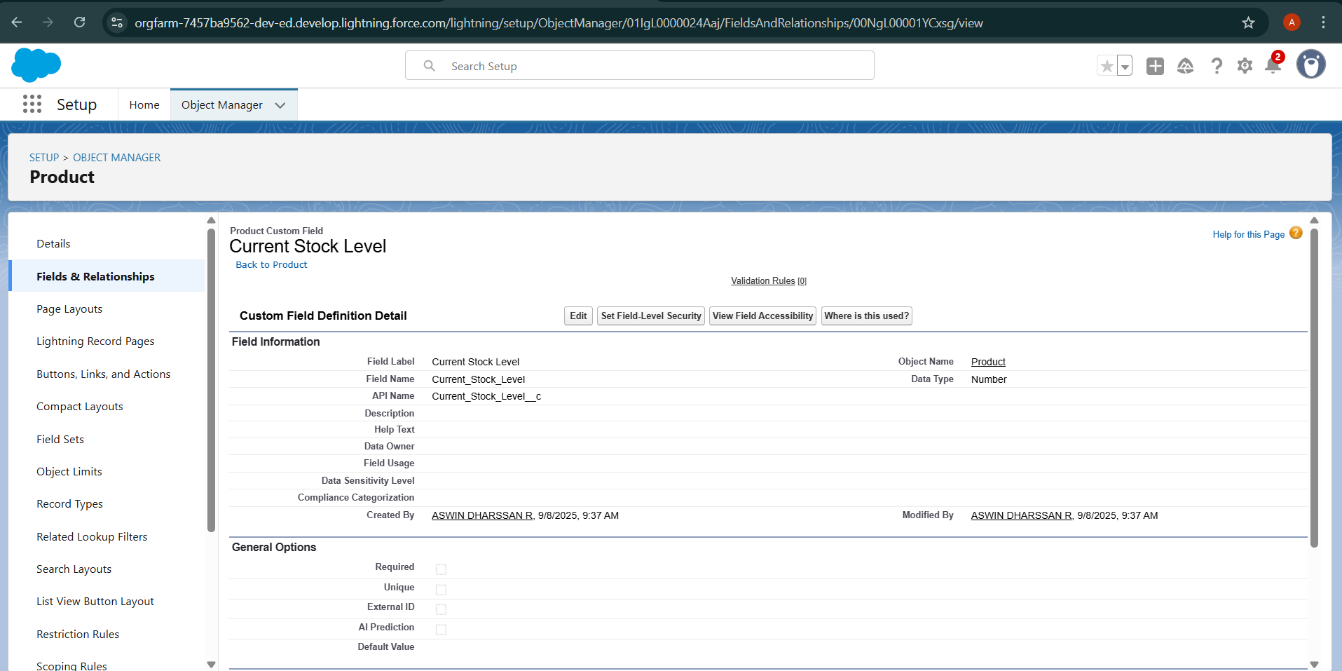 orgfarm-7457ba9562-dev-ed.develop.lightning.force.com/lightning/setup/ObjectManager/01IgL0000024Aaj/FieldsAndRelationships/00NgL00001YCxsg/view
A
Search Setup
2
Setup
Home
Object Manager
SETUP > OBJECT MANAGER
Product
Details
Fields & Relationships
Page Layouts
Lightning Record Pages
Buttons, Links, and Actions
Compact Layouts
Field Sets
Object Limits
Record Types
Related Lookup Filters
Search Layouts
List View Button Layout
Restriction Rules
Scoping Rules
Product Custom Field
Current Stock Level
Back to Product
Help for this Page ?
Validation Rules [0]
Custom Field Definition Detail
Edit
Set Field-Level Security
View Field Accessibility
Where is this used?
Field Information
Field Label Current Stock Level Object Name Product
Field Name Current_Stock_Level Data Type Number
API Name Current_Stock_Level__c
Description
Help Text
Data Owner
Field Usage
Data Sensitivity Level
Compliance Categorization
Created By ASWIN DHARSSAN R, 9/8/2025, 9:37 AM Modified By ASWIN DHARSSAN R, 9/8/2025, 9:37 AM
General Options
Required
Unique
External ID
AI Prediction
Default Value